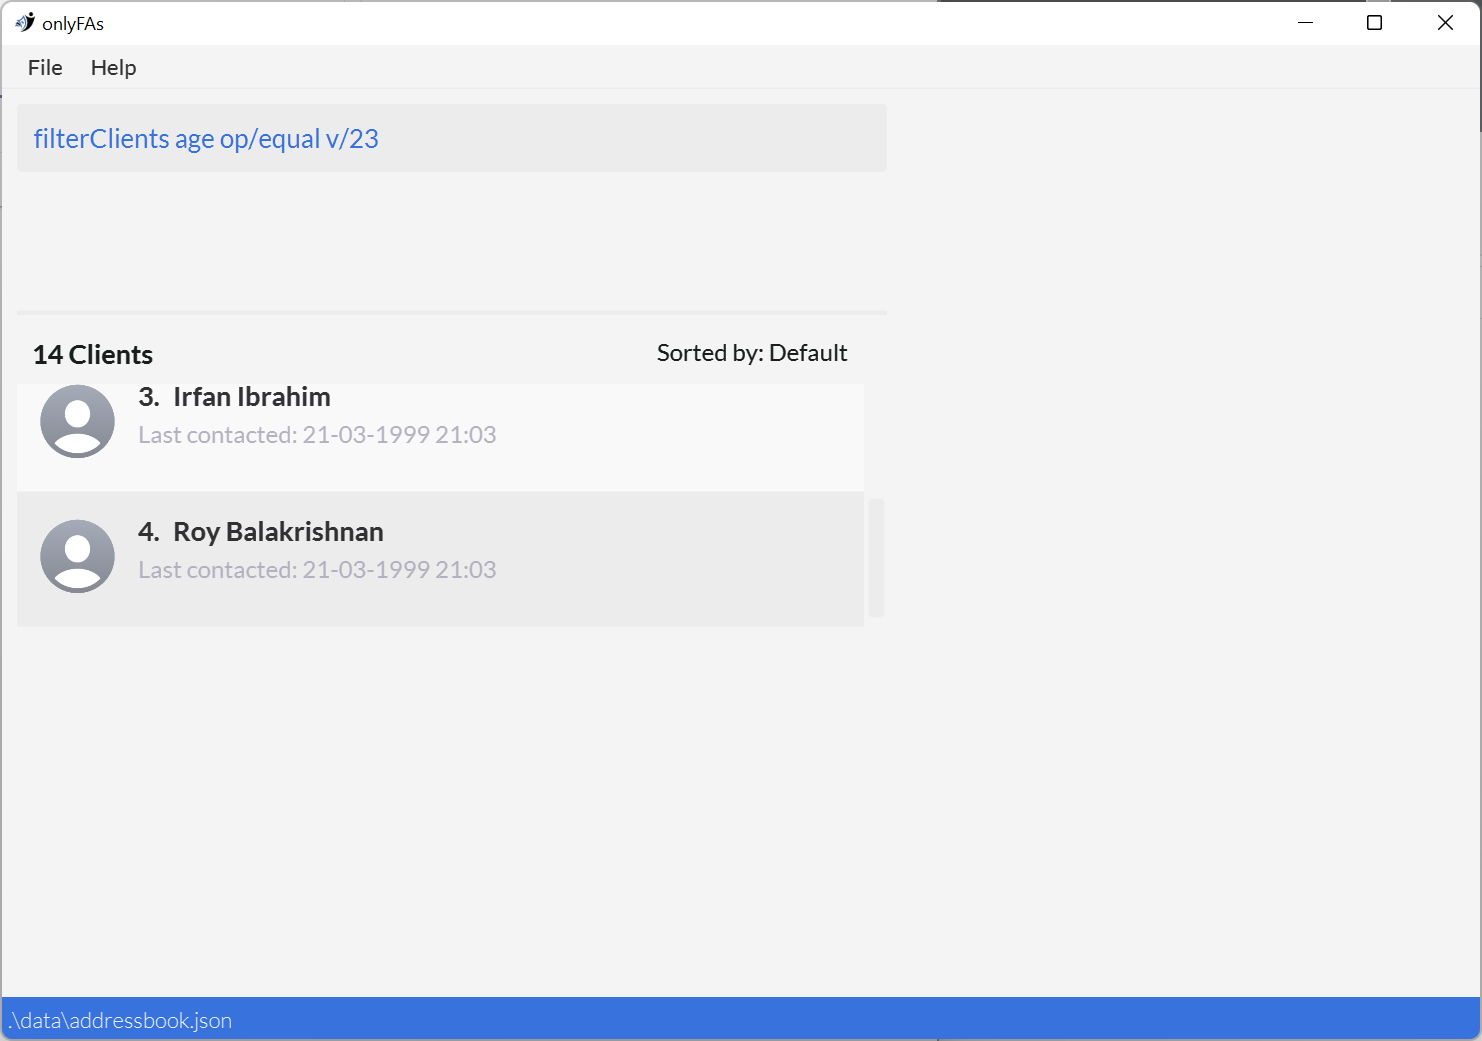 onlyFAs
File Help
filterClients age op/equal v/23
14 Clients Sorted by: Default
3. Irfan Ibrahim
Last contacted: 21-03-1999 21:03
4. Roy Balakrishnan
Last contacted: 21-03-1999 21:03
.\data\addressbook.json